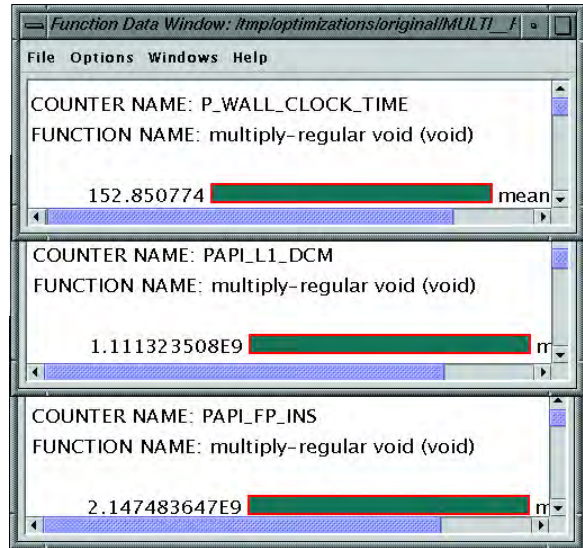 Function Data Window: /tmp/optimizations/original/MULTI__
File Options Windows Help
COUNTER NAME: P_WALL_CLOCK_TIME
FUNCTION NAME: multiply-regular void (void)
152.850774 mean
COUNTER NAME: PAPI_L1_DCM
FUNCTION NAME: multiply-regular void (void)
1.111323508E9 m
COUNTER NAME: PAPI_FP_INS
FUNCTION NAME: multiply-regular void (void)
2.147483647E9 m